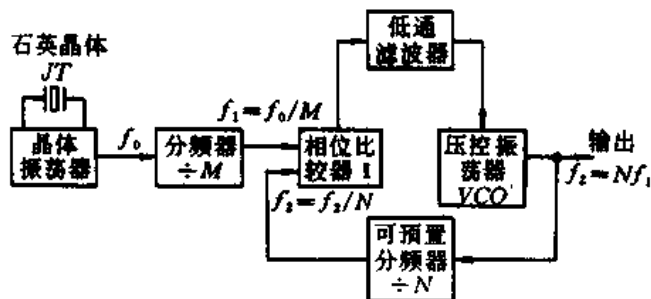 石英晶体
JT
晶体
振荡器
f₀
分频器
÷M
f₁=f₀/M
相位比
较器 I
f₂=f₂/N
低通
滤波器
压控振
荡器
VCO
输出
f₂=Nf₁
可预置
分频器
÷N